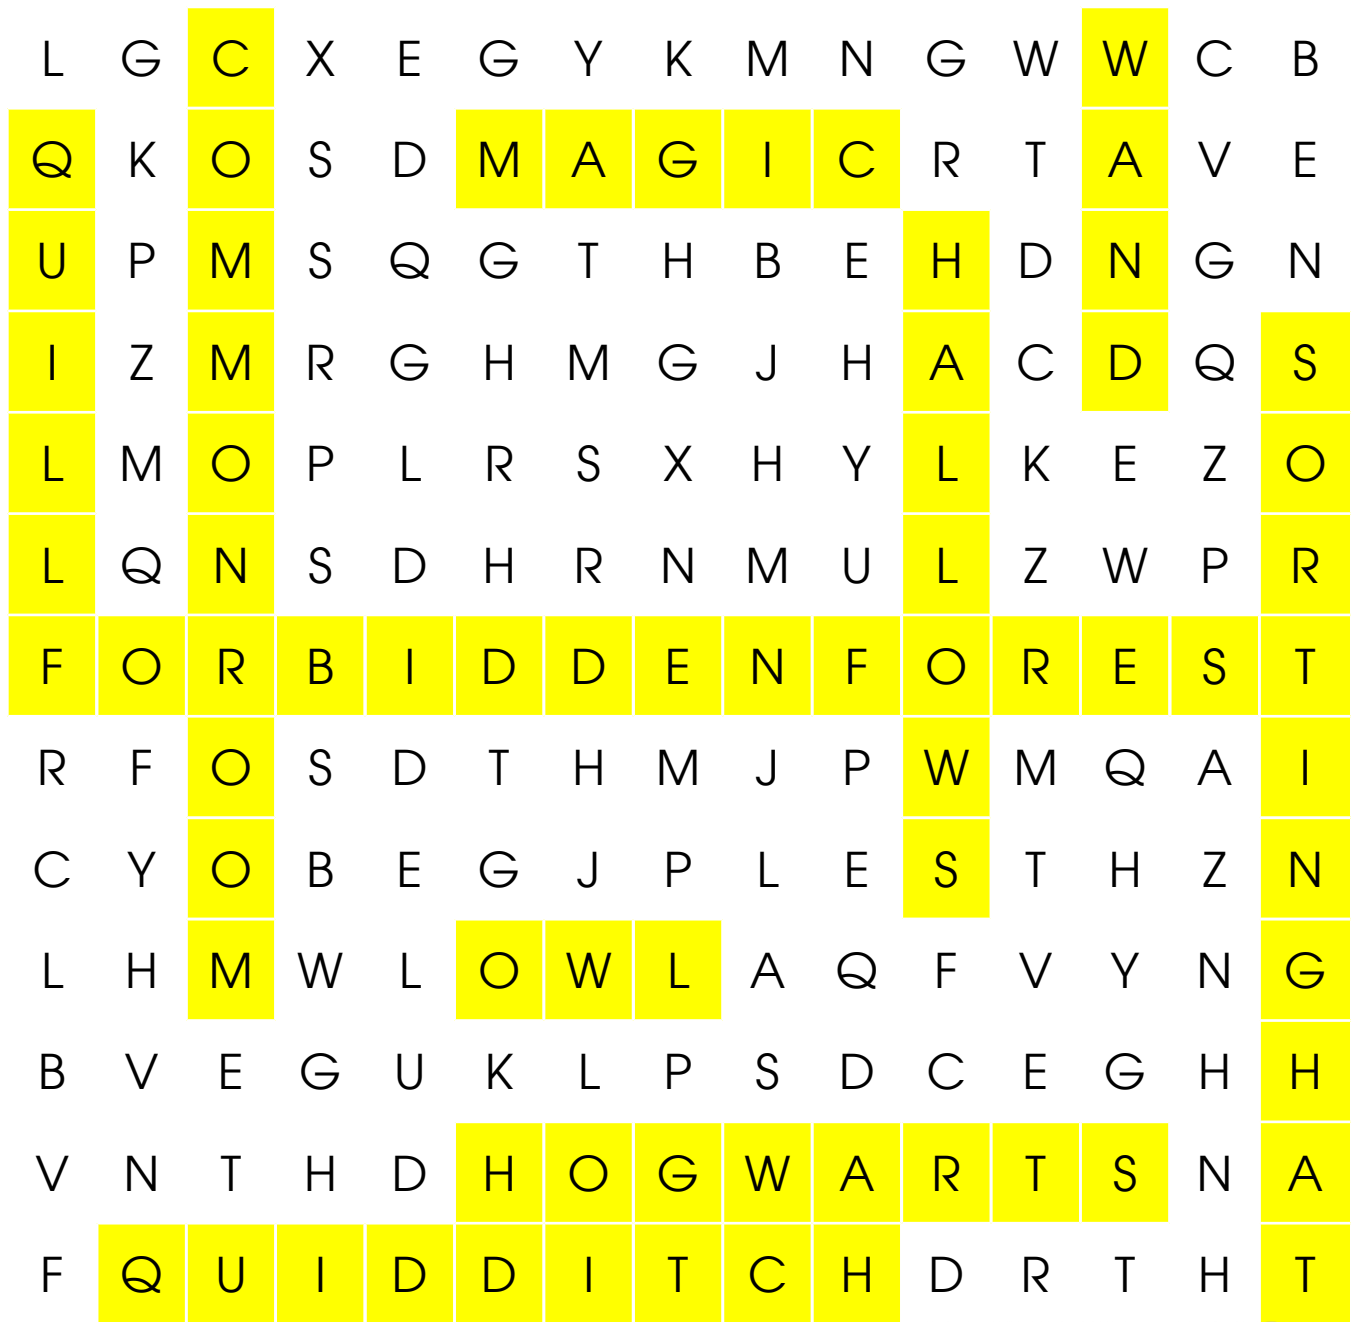 L G C X E G Y K M N G W W C B
Q K O S D M A G I C R T A V E
U P M S Q G T H B E H D N G N
I Z M R G H M G J H A C D Q S
L M O P L R S X H Y L K E Z O
L Q N S D H R N M U L Z W P R
F O R B I D D E N F O R E S T
R F O S D T H M J P W M Q A I
C Y O B E G J P L E S T H Z N
L H M W L O W L A Q F V Y N G
B V E G U K L P S D C E G H H
V N T H D H O G W A R T S N A
F Q U I D D I T C H D R T H T